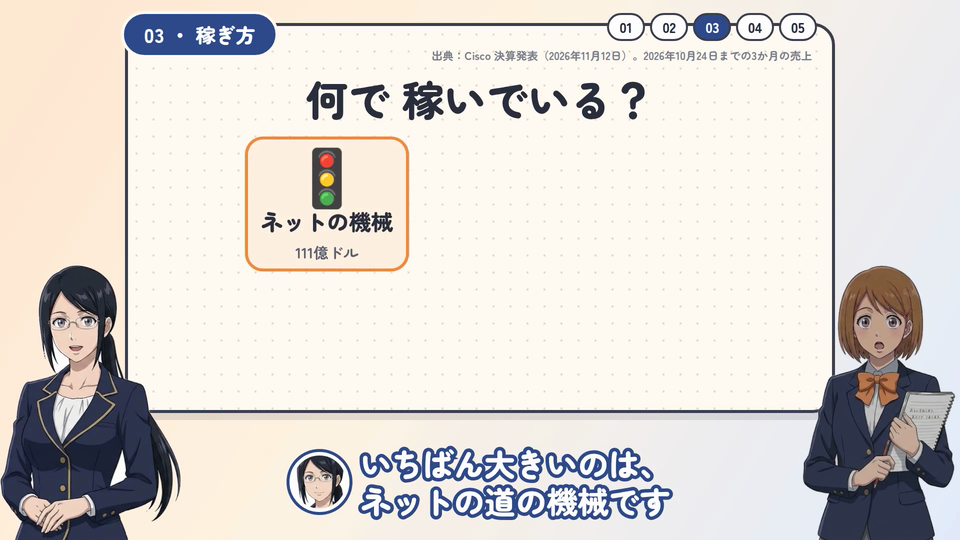 03 ・ 稼ぎ方
01 02 03 04 05
出典：Cisco 決算発表（2026年11月12日）。2026年10月24日までの3か月の売上
何で 稼いでいる？
ネットの機械
111億ドル
いちばん大きいのは、
ネットの道の機械です